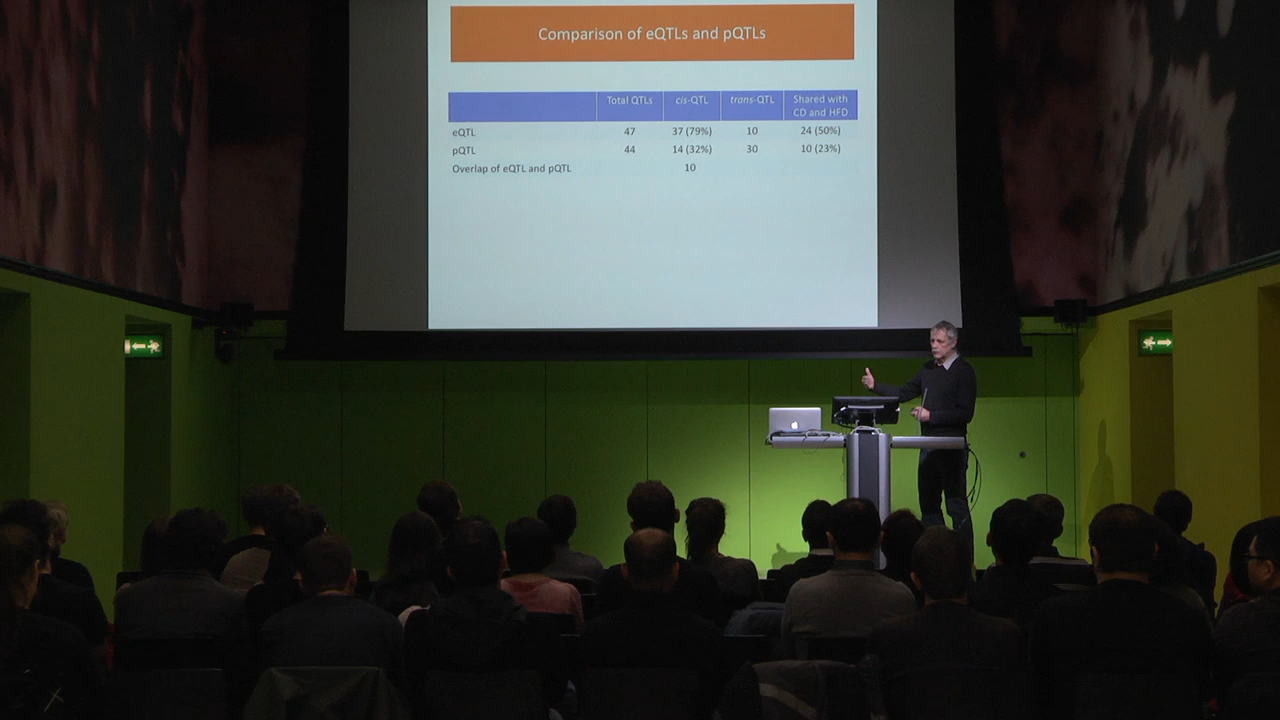 Comparison of eQTLs and pQTLs
Total QTLs cis-QTL trans-QTL Shared with
CD and HFD
eQTL 47 37 (79%) 10 24 (50%)
pQTL 44 14 (32%) 30 10 (23%)
Overlap of eQTL and pQTL 10